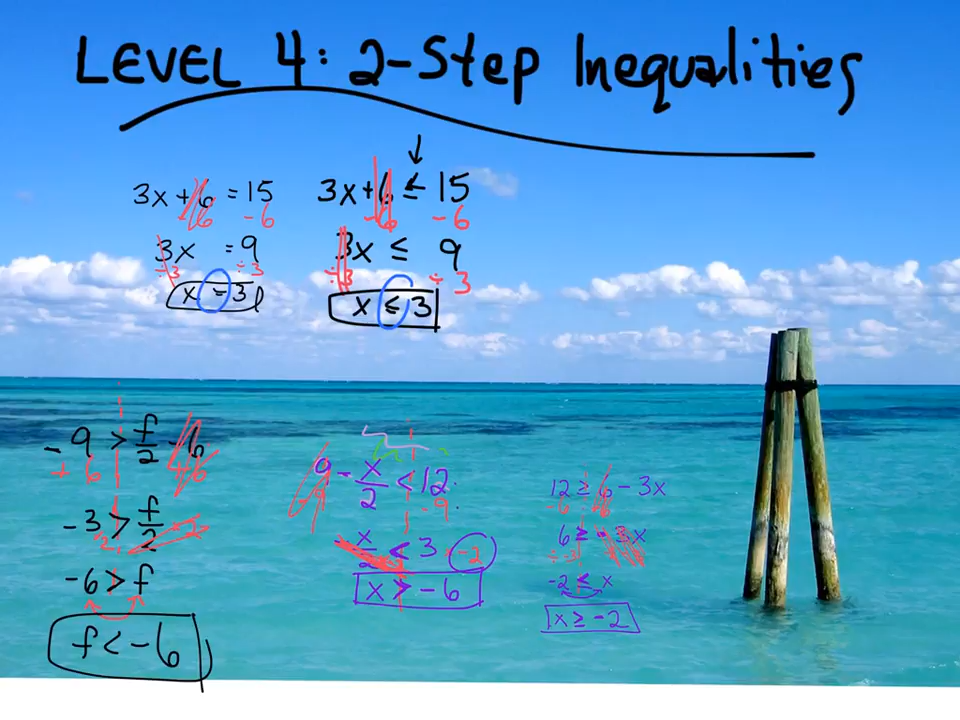 LEVEL 4: 2-Step Inequalities
3x + 6 = 15
-6 -6
3x = 9
÷3 ÷3
x = 3
3x + 6 ≤ 15
-6 -6
3x ≤ 9
÷3 ÷3
x ≤ 3
-9 > f/2 - 6
+6 +6
-3 > f/2
-6 > f
f < -6
9 - x/2 < 12
-9 -9
x/2 < 3 · -2
x > -6
12 ≥ 6 - 3x
-6 -6
6 ≥ -3x
÷ -3
-2 ≤ x
x ≥ -2